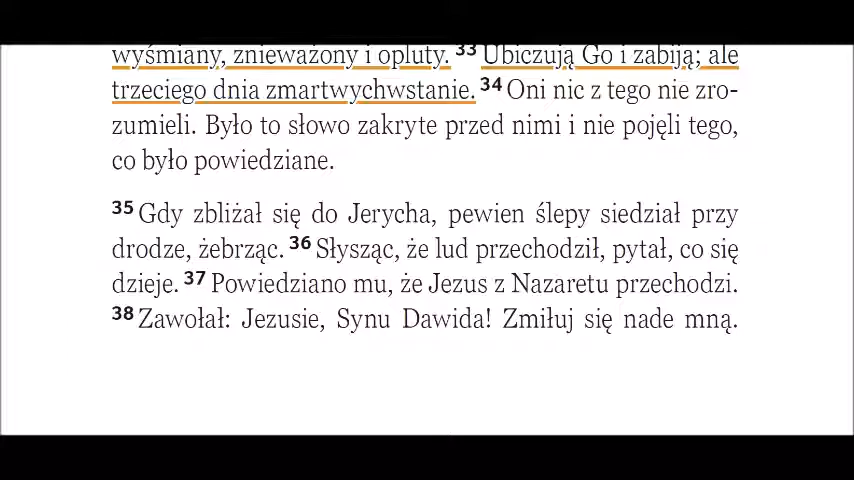 wyśmiany, znieważony i opluty. 33 Ubiczują Go i zabiją; ale
trzeciego dnia zmartwychwstanie. 34 Oni nic z tego nie zro-
zumieli. Było to słowo zakryte przed nimi i nie pojęli tego,
co było powiedziane.
35 Gdy zbliżał się do Jerycha, pewien ślepy siedział przy
drodze, żebrząc. 36 Słysząc, że lud przechodził, pytał, co się
dzieje. 37 Powiedziano mu, że Jezus z Nazaretu przechodzi.
38 Zawołał: Jezusie, Synu Dawida! Zmiłuj się nade mną.